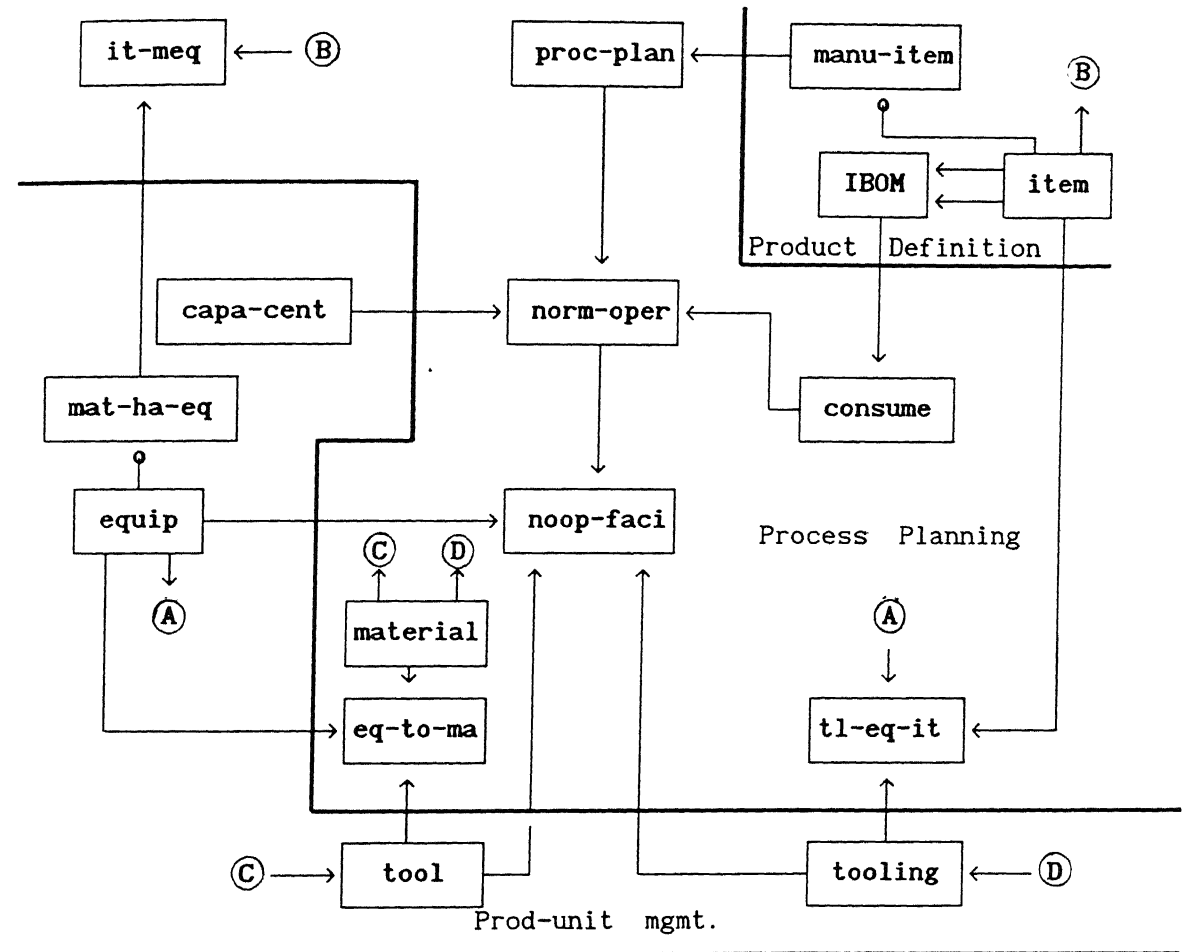 it-meq
B
proc-plan
manu-item
B
IBOM
item
Product Definition
capa-cent
norm-oper
mat-ha-eq
consume
equip
noop-faci
Process Planning
C
D
A
material
A
eq-to-ma
tl-eq-it
C
tool
tooling
D
Prod-unit mgmt.